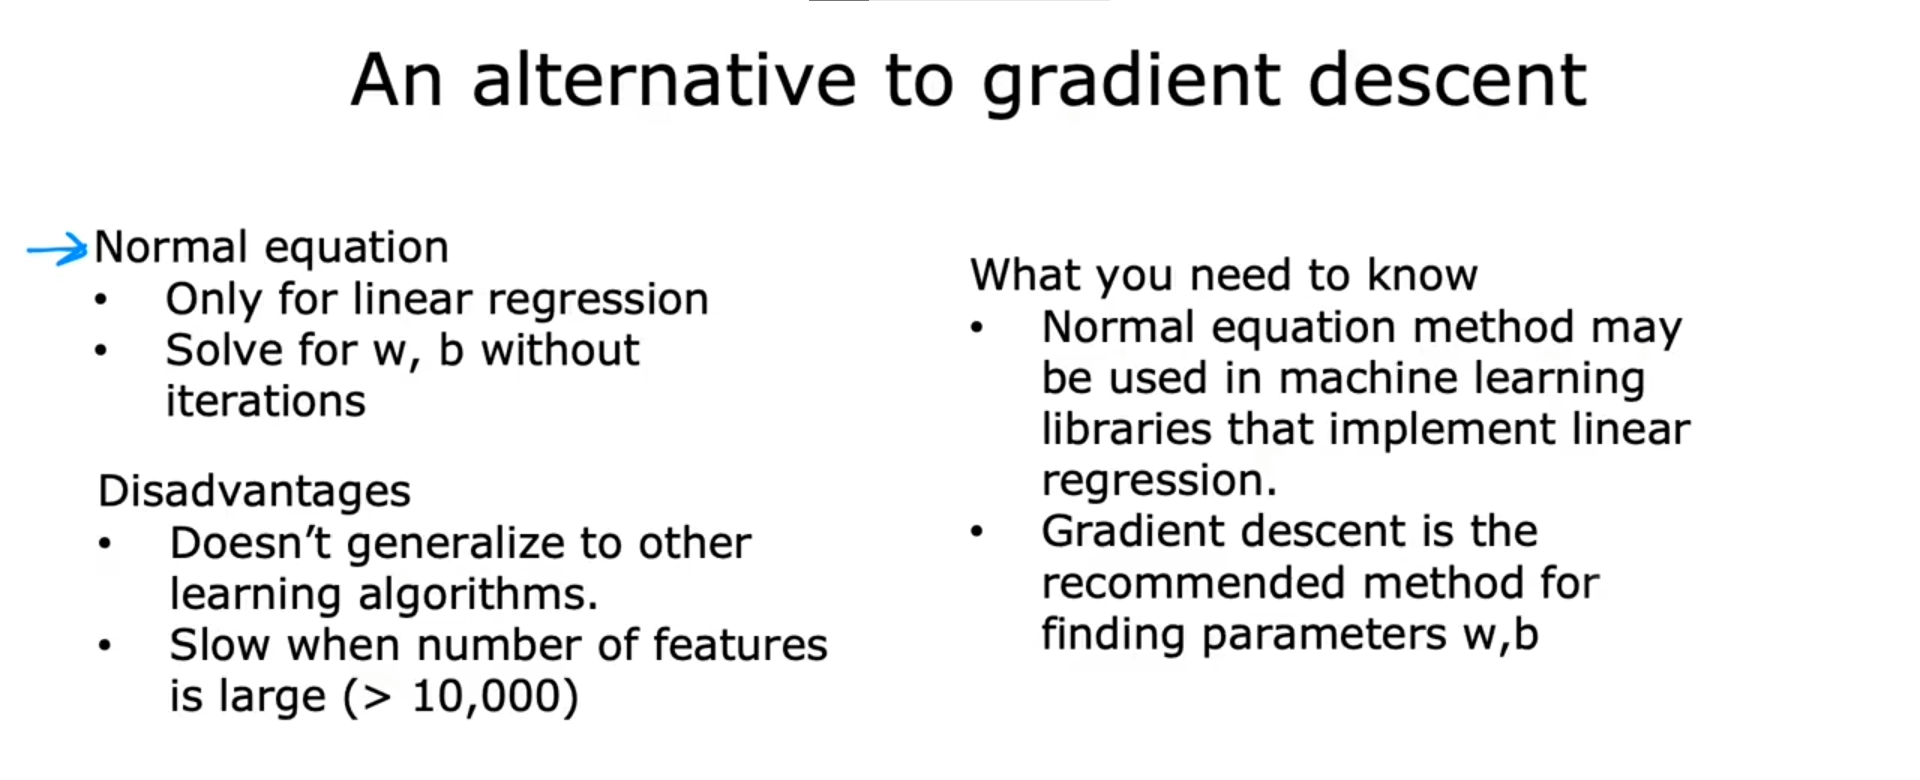 An alternative to gradient descent
Normal equation
• Only for linear regression
• Solve for w, b without
iterations
Disadvantages
• Doesn’t generalize to other
learning algorithms.
• Slow when number of features
is large (> 10,000)
What you need to know
• Normal equation method may
be used in machine learning
libraries that implement linear
regression.
• Gradient descent is the
recommended method for
finding parameters w,b